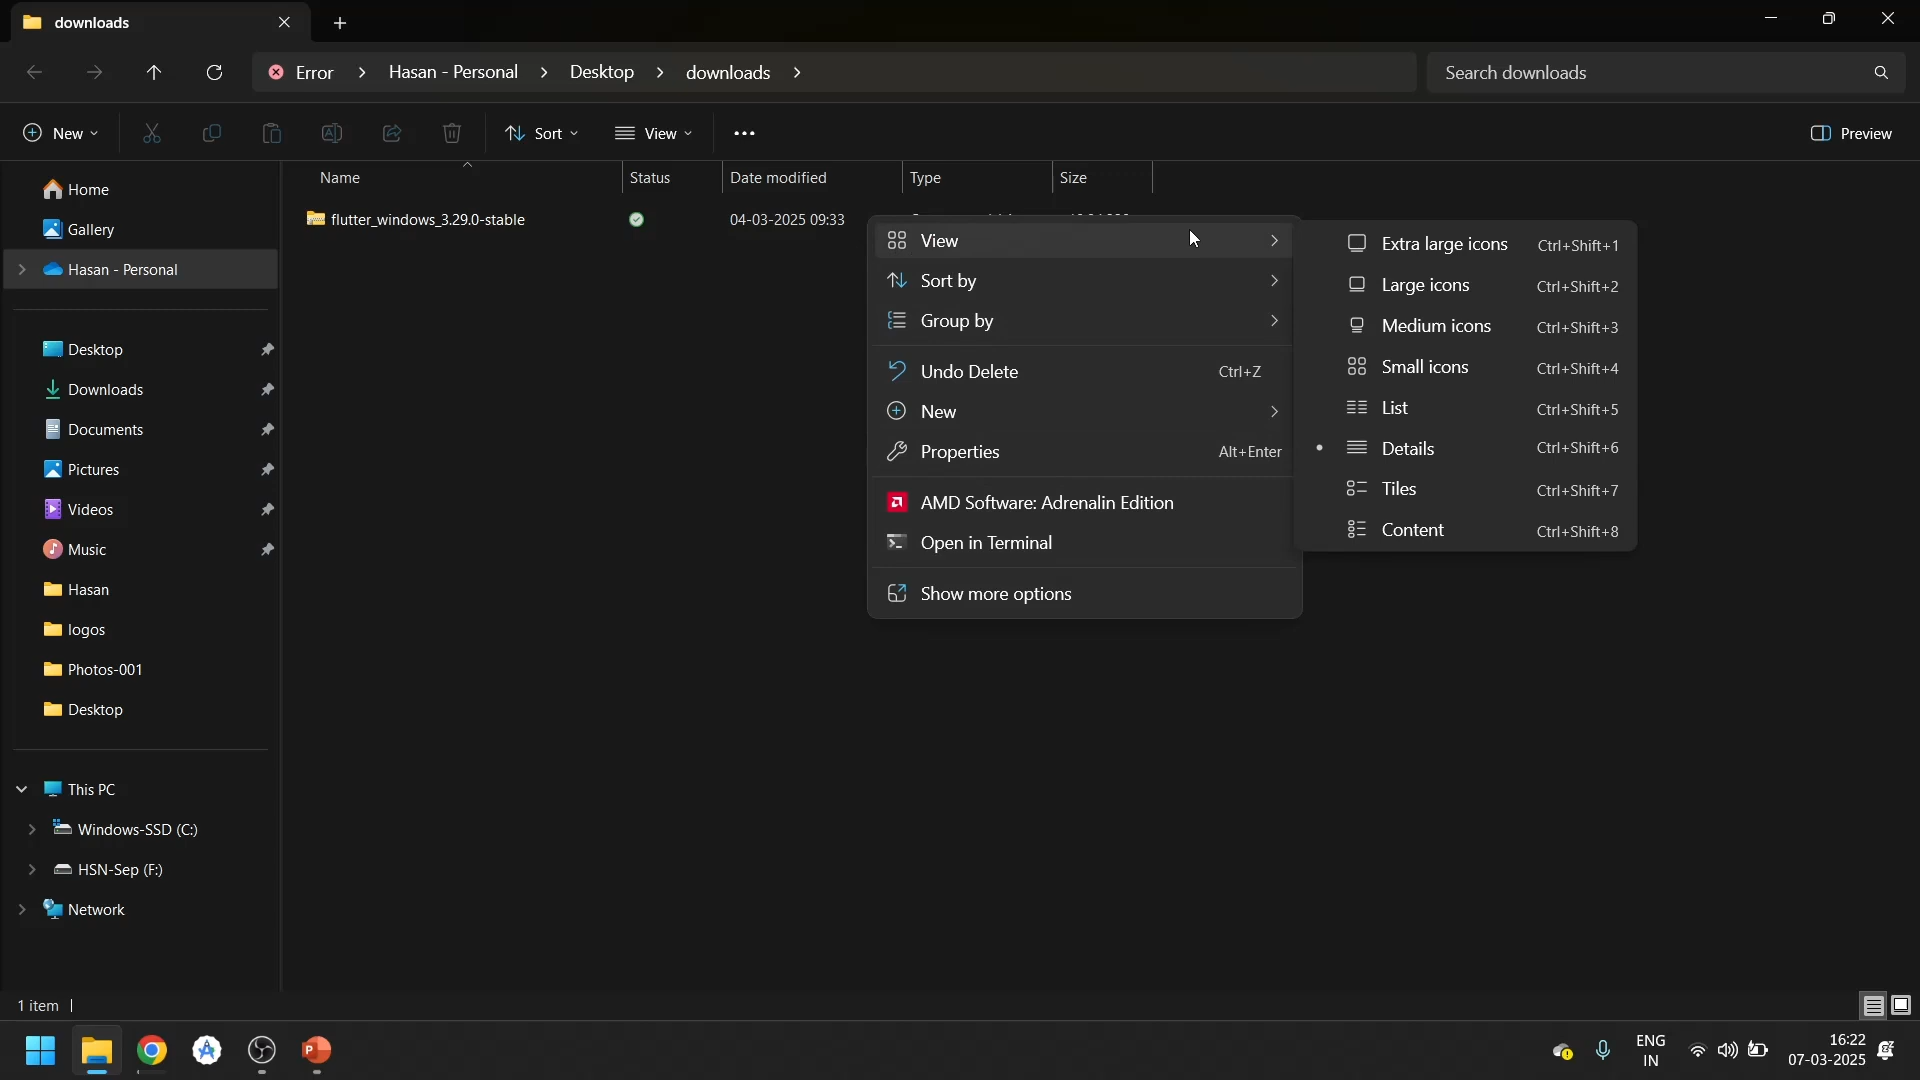 downloads
Error > Hasan - Personal > Desktop > downloads >
Search downloads
New
Sort
View
Preview
Home
Gallery
Hasan - Personal
Desktop
Downloads
Documents
Pictures
Videos
Music
Hasan
logos
Photos-001
Desktop
This PC
Windows-SSD (C:)
HSN-Sep (F:)
Network
Name Status Date modified Type Size
flutter_windows_3.29.0-stable 04-03-2025 09:33
View
Sort by
Group by
Undo Delete Ctrl+Z
New
Properties Alt+Enter
AMD Software: Adrenalin Edition
Open in Terminal
Show more options
Extra large icons Ctrl+Shift+1
Large icons Ctrl+Shift+2
Medium icons Ctrl+Shift+3
Small icons Ctrl+Shift+4
List Ctrl+Shift+5
Details Ctrl+Shift+6
Tiles Ctrl+Shift+7
Content Ctrl+Shift+8
1 item
ENG
IN
16:22
07-03-2025